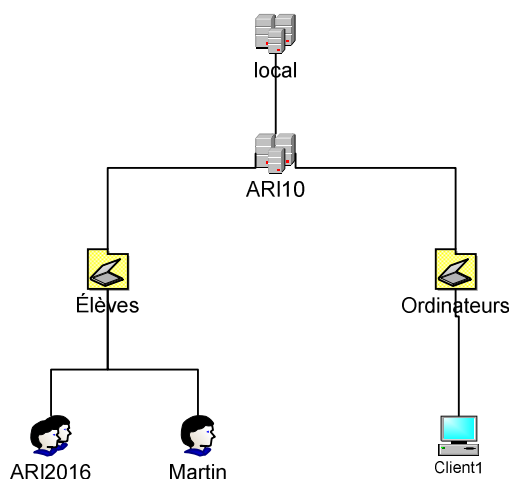 local
ARI10
Élèves
Ordinateurs
ARI2016
Martin
Client1